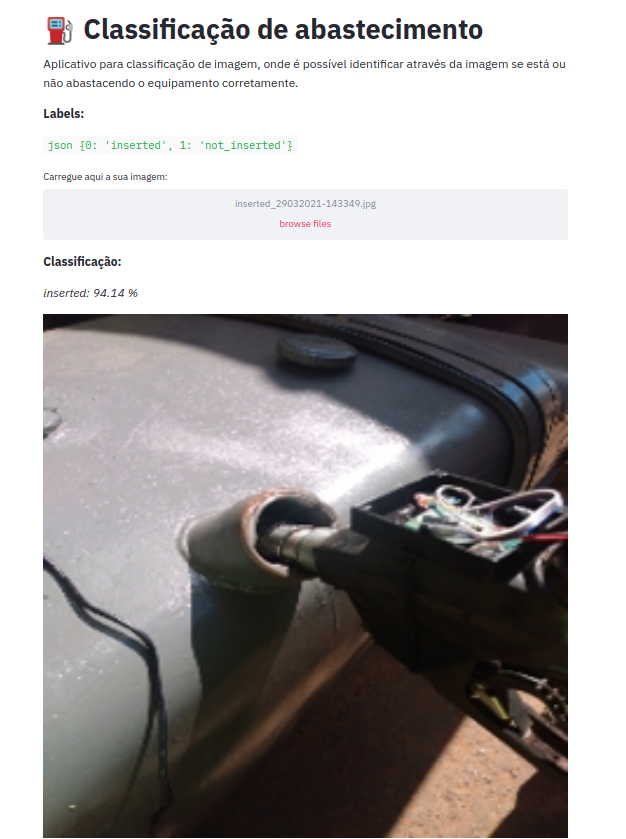 Classificação de abastecimento
Aplicativo para classificação de imagem, onde é possível identificar através da imagem se está ou
não abastacendo o equipamento corretamente.
Labels:
json {0: 'inserted', 1: 'not_inserted'}
Carregue aqui a sua imagem:
inserted_29032021-143349.jpg
browse files
Classificação:
inserted: 94.14 %